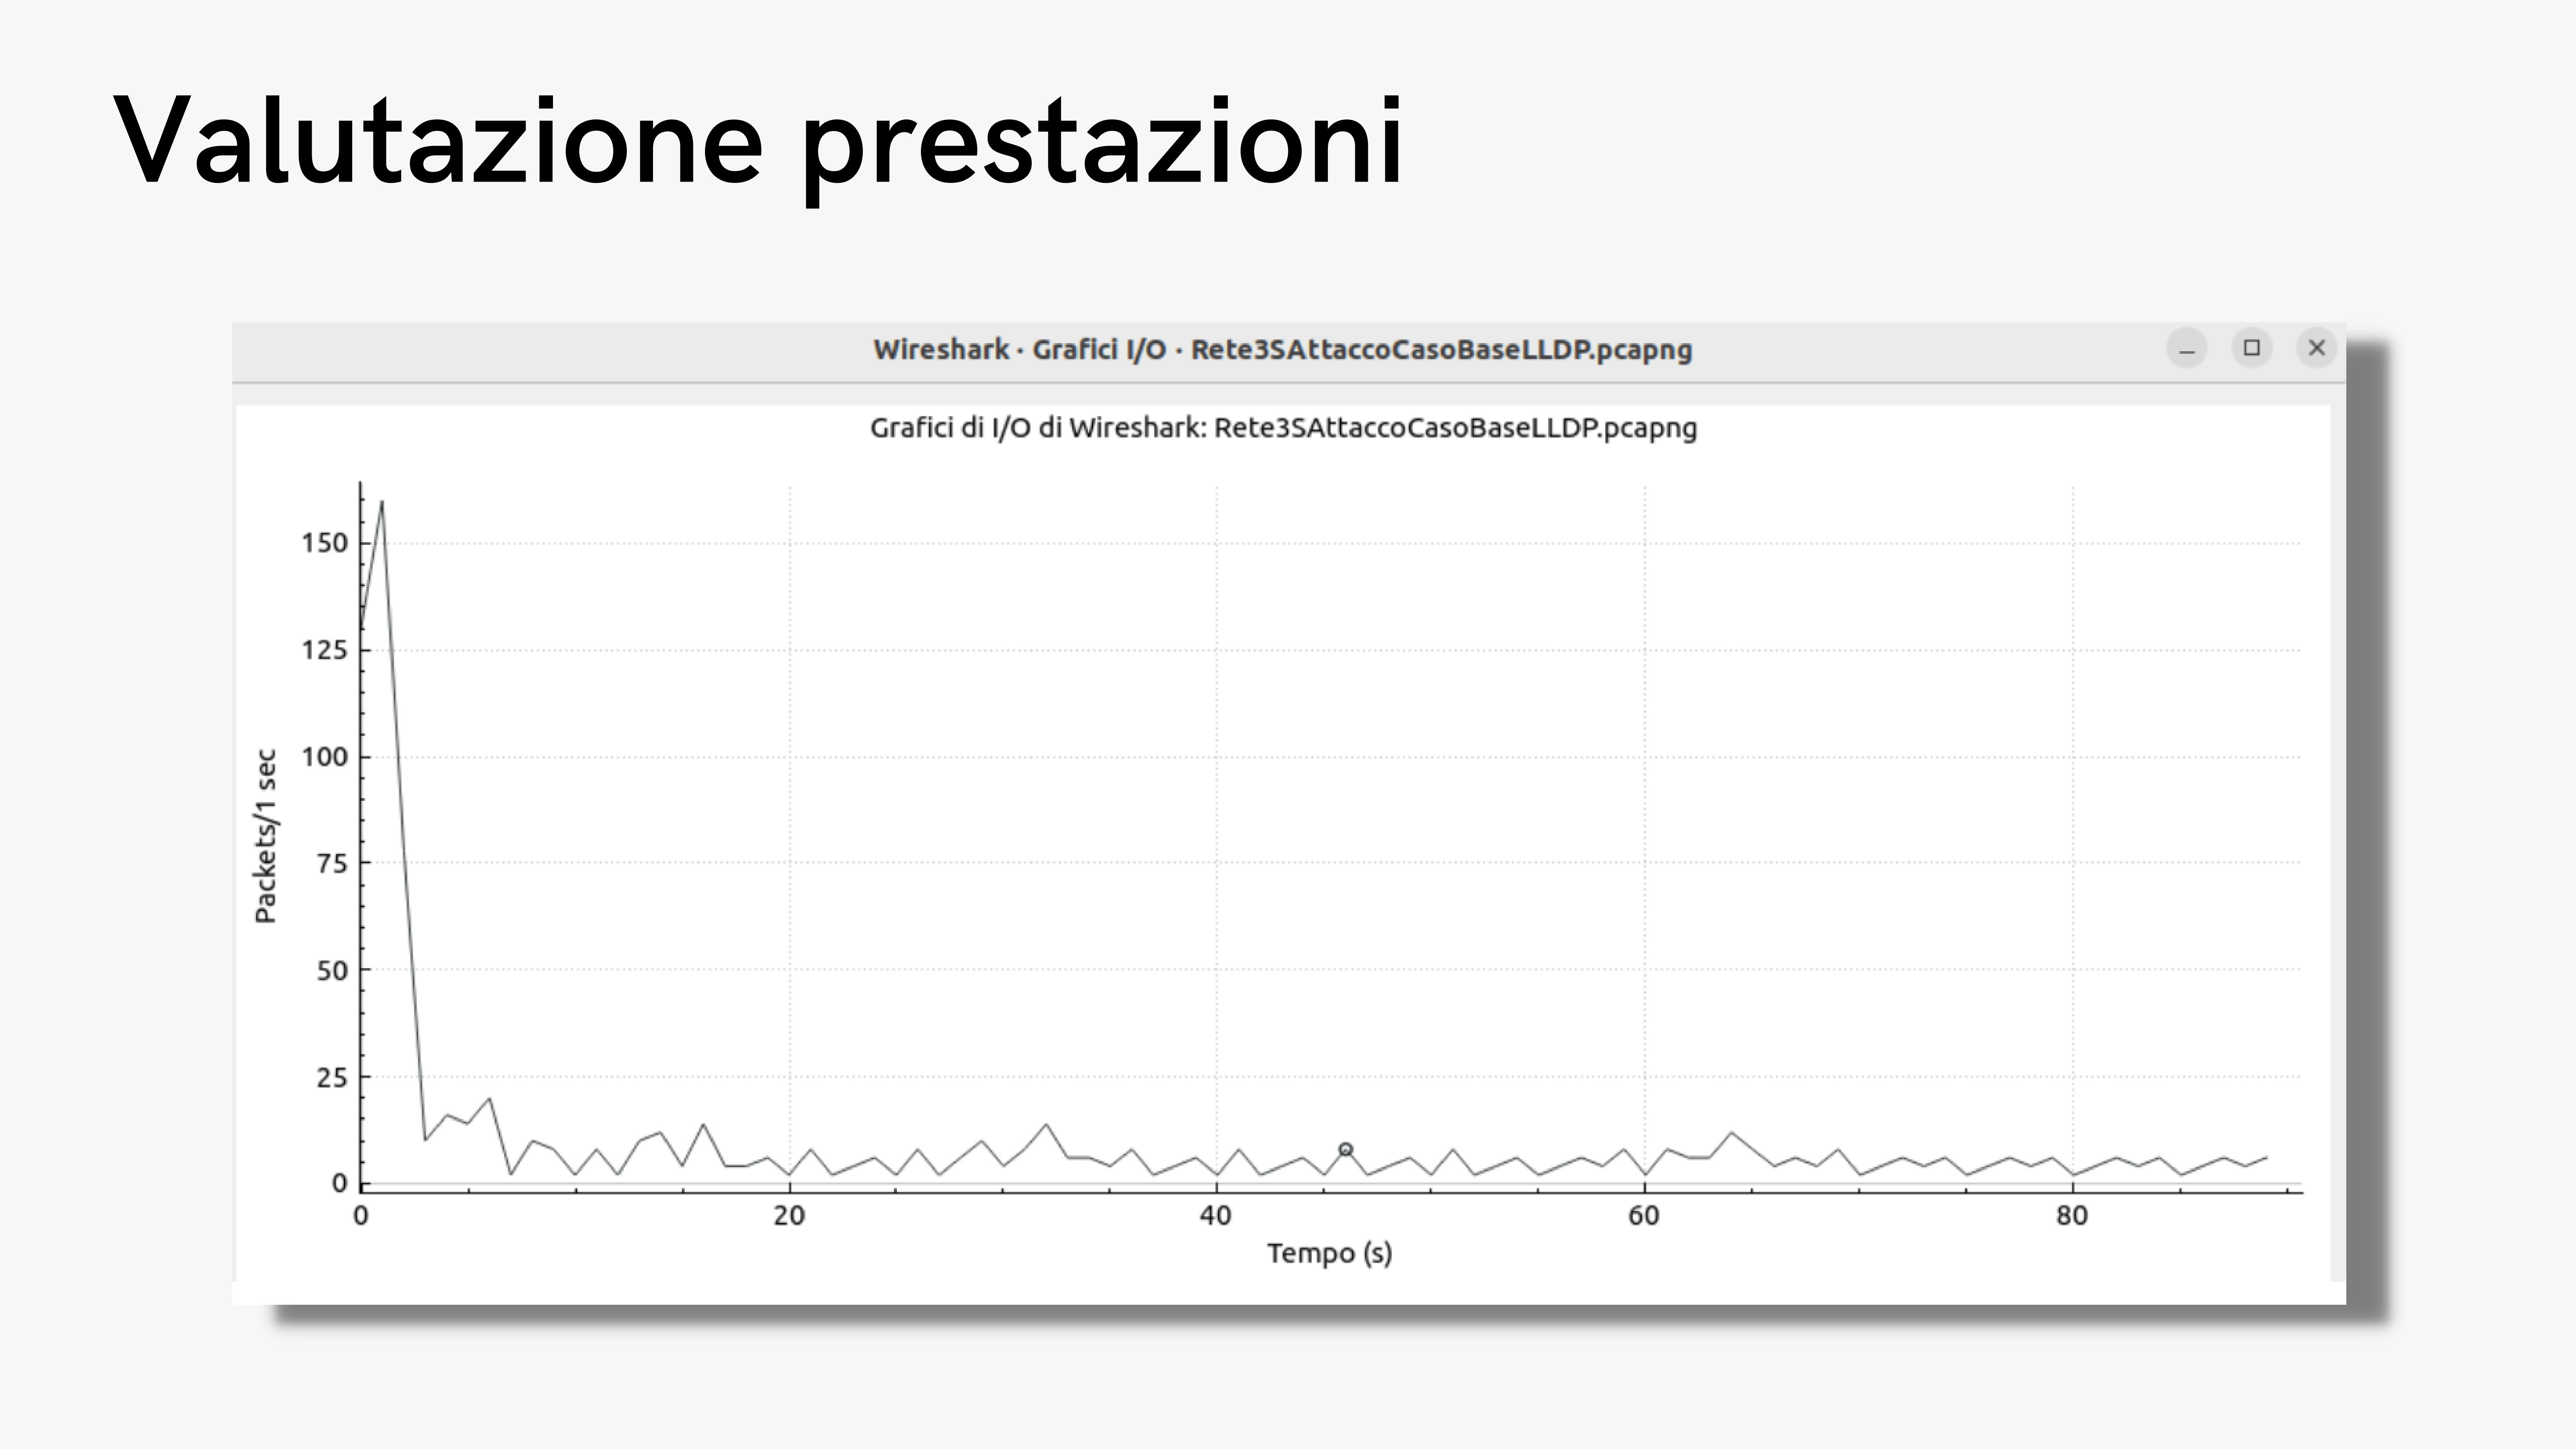 Valutazione prestazioni
Wireshark · Grafici I/O · Rete3SAttaccoCasoBaseLLDP.pcapng
Grafici di I/O di Wireshark: Rete3SAttaccoCasoBaseLLDP.pcapng
Packets/1 sec
150
125
100
75
50
25
0
0 20 40 60 80
Tempo (s)